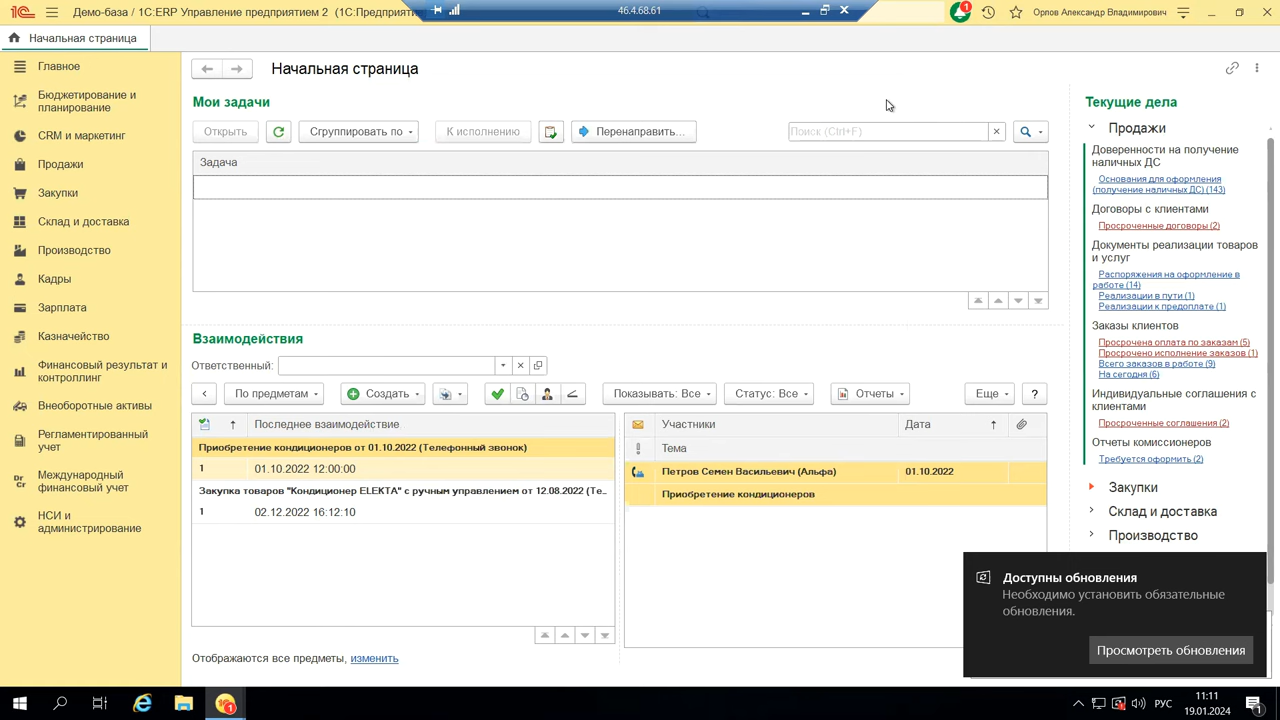 Демо-база / 1С:ERP Управление предприятием 2 (1С:Предприятие
46.4.68.61
1
Орлов Александр Владимирович
Начальная страница
Главное
Бюджетирование и
планирование
CRM и маркетинг
Продажи
Закупки
Склад и доставка
Производство
Кадры
Зарплата
Казначейство
Финансовый результат и
контроллинг
Внеоборотные активы
Регламентированный
учет
Международный
финансовый учет
НСИ и
администрирование
Начальная страница
Мои задачи
Открыть
Сгруппировать по
К исполнению
Перенаправить...
Поиск (Ctrl+F)
Задача
Взаимодействия
Ответственный:
По предметам
Создать
Показывать: Все
Статус: Все
Отчеты
Еще
?
Последнее взаимодействие
Приобретение кондиционеров от 01.10.2022 (Телефонный звонок)
1 01.10.2022 12:00:00
Закупка товаров "Кондиционер ELEKTA" с ручным управлением от 12.08.2022 (Те...
1 02.12.2022 16:12:10
Участники Дата
Тема
Петров Семен Васильевич (Альфа) 01.10.2022
Приобретение кондиционеров
Отображаются все предметы, изменить
Текущие дела
Продажи
Доверенности на получение
наличных ДС
Основания для оформления
(получение наличных ДС) (143)
Договоры с клиентами
Просроченные договоры (2)
Документы реализации товаров
и услуг
Распоряжения на оформление в
работе (14)
Реализации в пути (1)
Реализации к предоплате (1)
Заказы клиентов
Просрочена оплата по заказам (5)
Просрочено исполнение заказов (1)
Всего заказов в работе (9)
На сегодня (6)
Индивидуальные соглашения с
клиентами
Просроченные соглашения (2)
Отчеты комиссионеров
Требуется оформить (2)
Закупки
Склад и доставка
Производство
Доступны обновления
Необходимо установить обязательные
обновления.
Просмотреть обновления
РУС
11:11
19.01.2024
1